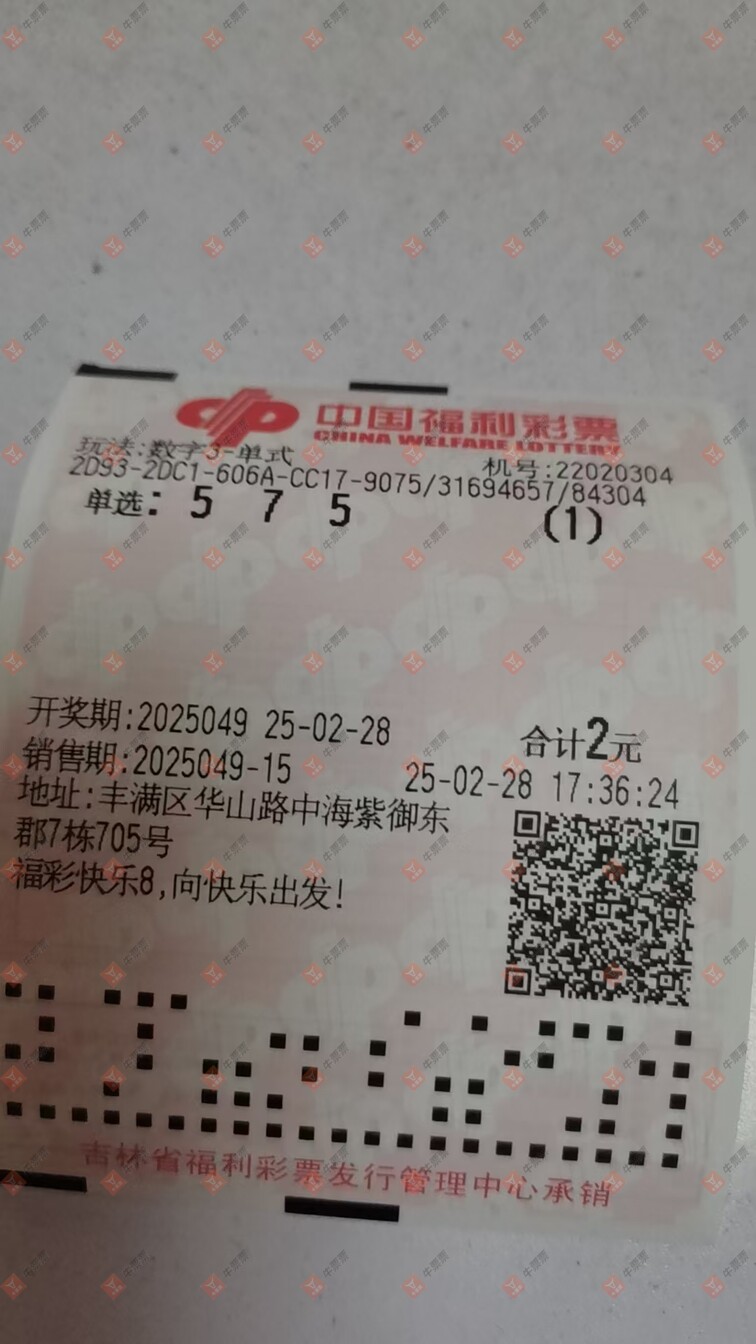 中国福利彩票
CHINA WELFARE LOTTERY
玩法:数字3-单式
机号:22020304
2D93-2DC1-606A-CC17-9075/31694657/84304
单选: 5 7 5 (1)
开奖期:2025049 25-02-28
合计2元
销售期:2025049-15
25-02-28 17:36:24
地址:丰满区华山路中海紫御东
郡7栋705号
福彩快乐8,向快乐出发!
吉林省福利彩票发行管理中心承销